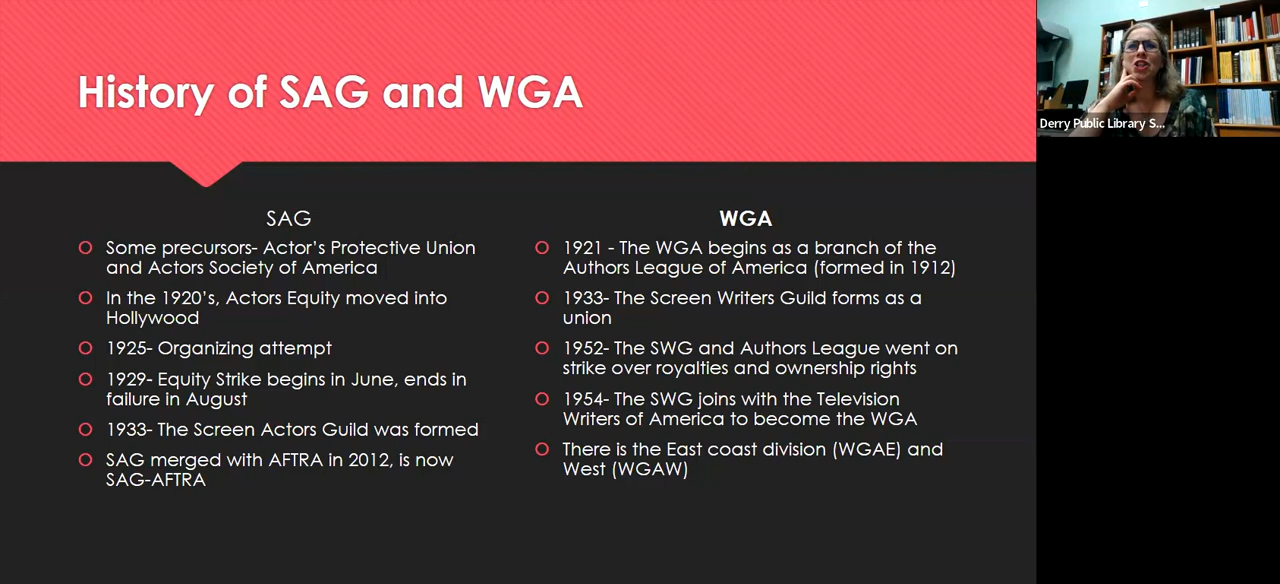 History of SAG and WGA
SAG
Some precursors- Actor's Protective Union
and Actors Society of America
In the 1920's, Actors Equity moved into
Hollywood
1925- Organizing attempt
1929- Equity Strike begins in June, ends in
failure in August
1933- The Screen Actors Guild was formed
SAG merged with AFTRA in 2012, is now
SAG-AFTRA
WGA
1921 - The WGA begins as a branch of the
Authors League of America (formed in 1912)
1933- The Screen Writers Guild forms as a
union
1952- The SWG and Authors League went on
strike over royalties and ownership rights
1954- The SWG joins with the Television
Writers of America to become the WGA
There is the East coast division (WGAE) and
West (WGAW)
Derry Public Library S...